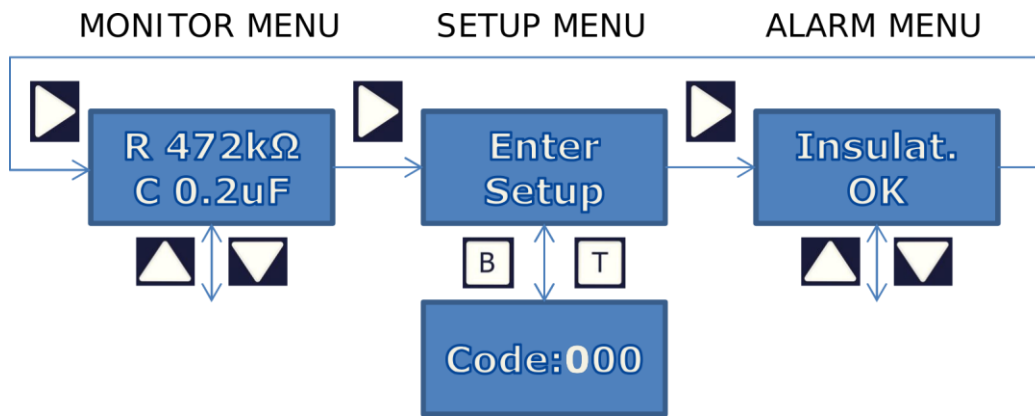 MONITOR MENU
SETUP MENU
ALARM MENU
R 472kΩ
C 0.2uF
Enter
Setup
Insulat.
OK
B
T
Code:000